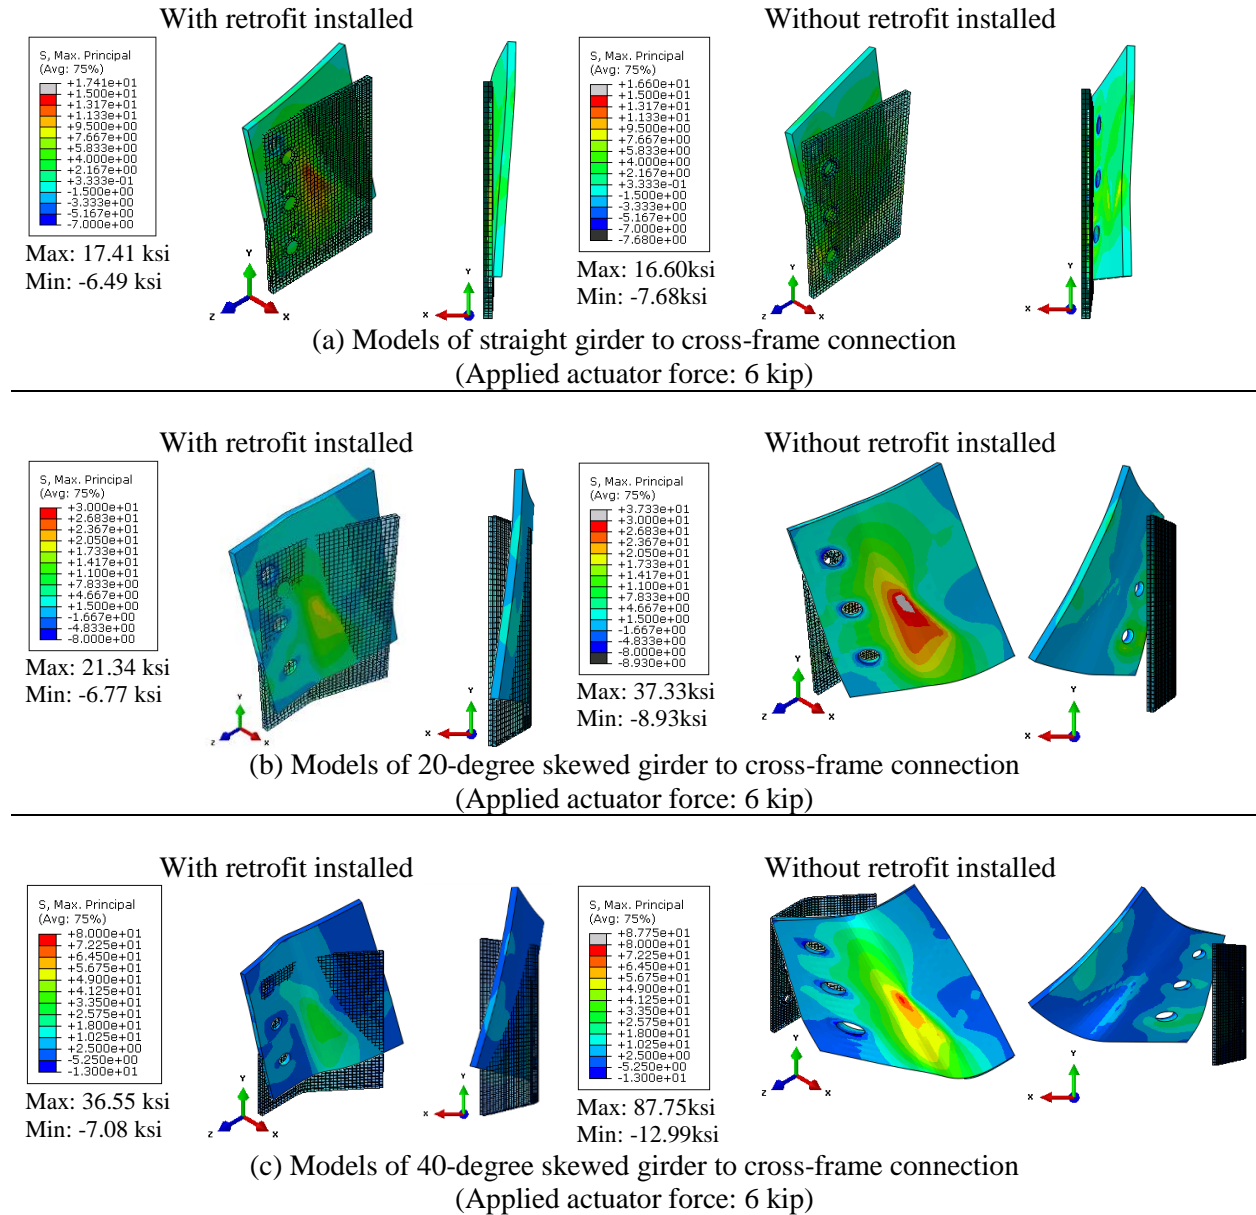 With retrofit installed
Without retrofit installed
S, Max. Principal
(Avg: 75%)
+1.741e+01
+1.500e+01
+1.317e+01
+1.133e+01
+9.500e+00
+7.667e+00
+5.833e+00
+4.000e+00
+2.167e+00
+3.333e-01
-1.500e+00
-3.333e+00
-5.167e+00
-7.000e+00
Max: 17.41 ksi
Min: -6.49 ksi
Y
Z
X
Y
X
S, Max. Principal
(Avg: 75%)
+1.660e+01
+1.500e+01
+1.317e+01
+1.133e+01
+9.500e+00
+7.667e+00
+5.833e+00
+4.000e+00
+2.167e+00
+3.333e-01
-1.500e+00
-3.333e+00
-5.167e+00
-7.000e+00
-7.680e+00
Max: 16.60ksi
Min: -7.68ksi
Y
Z
X
Y
X
(a) Models of straight girder to cross-frame connection
(Applied actuator force: 6 kip)
With retrofit installed
Without retrofit installed
S, Max. Principal
(Avg: 75%)
+3.000e+01
+2.683e+01
+2.367e+01
+2.050e+01
+1.733e+01
+1.417e+01
+1.100e+01
+7.833e+00
+4.667e+00
+1.500e+00
-1.667e+00
-4.833e+00
-8.000e+00
Max: 21.34 ksi
Min: -6.77 ksi
Y
Z
X
Y
X
S, Max. Principal
(Avg: 75%)
+3.733e+01
+3.000e+01
+2.683e+01
+2.367e+01
+2.050e+01
+1.733e+01
+1.417e+01
+1.100e+01
+7.833e+00
+4.667e+00
+1.500e+00
-1.667e+00
-4.833e+00
-8.000e+00
-8.930e+00
Max: 37.33ksi
Min: -8.93ksi
Y
Z
X
Y
X
(b) Models of 20-degree skewed girder to cross-frame connection
(Applied actuator force: 6 kip)
With retrofit installed
Without retrofit installed
S, Max. Principal
(Avg: 75%)
+8.000e+01
+7.225e+01
+6.450e+01
+5.675e+01
+4.900e+01
+4.125e+01
+3.350e+01
+2.575e+01
+1.800e+01
+1.025e+01
+2.500e+00
-5.250e+00
-1.300e+01
Max: 36.55 ksi
Min: -7.08 ksi
Y
Z
X
Y
X
S, Max. Principal
(Avg: 75%)
+8.775e+01
+8.000e+01
+7.225e+01
+6.450e+01
+5.675e+01
+4.900e+01
+4.125e+01
+3.350e+01
+2.575e+01
+1.800e+01
+1.025e+01
+2.500e+00
-5.250e+00
-1.300e+01
Max: 87.75ksi
Min: -12.99ksi
Y
Z
X
Y
X
(c) Models of 40-degree skewed girder to cross-frame connection
(Applied actuator force: 6 kip)